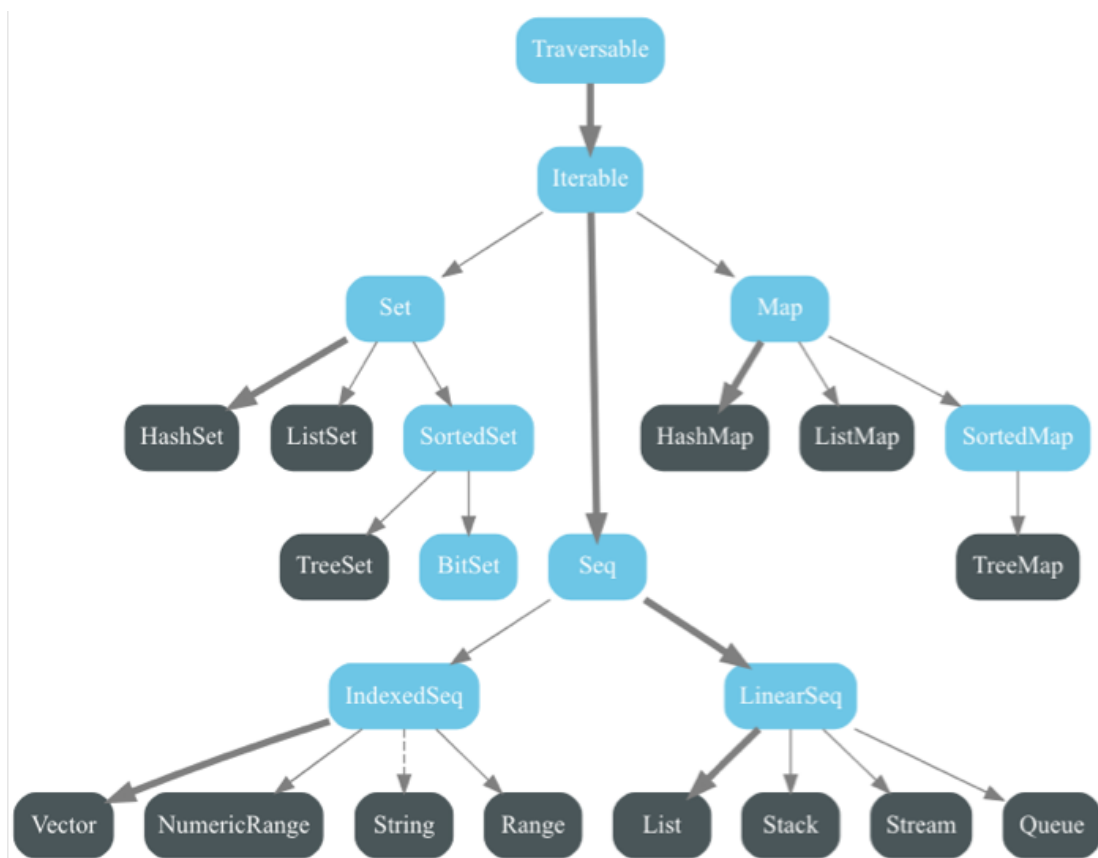 Traversable
Iterable
Set
Map
HashSet
ListSet
SortedSet
HashMap
ListMap
SortedMap
TreeSet
BitSet
Seq
TreeMap
IndexedSeq
LinearSeq
Vector
NumericRange
String
Range
List
Stack
Stream
Queue